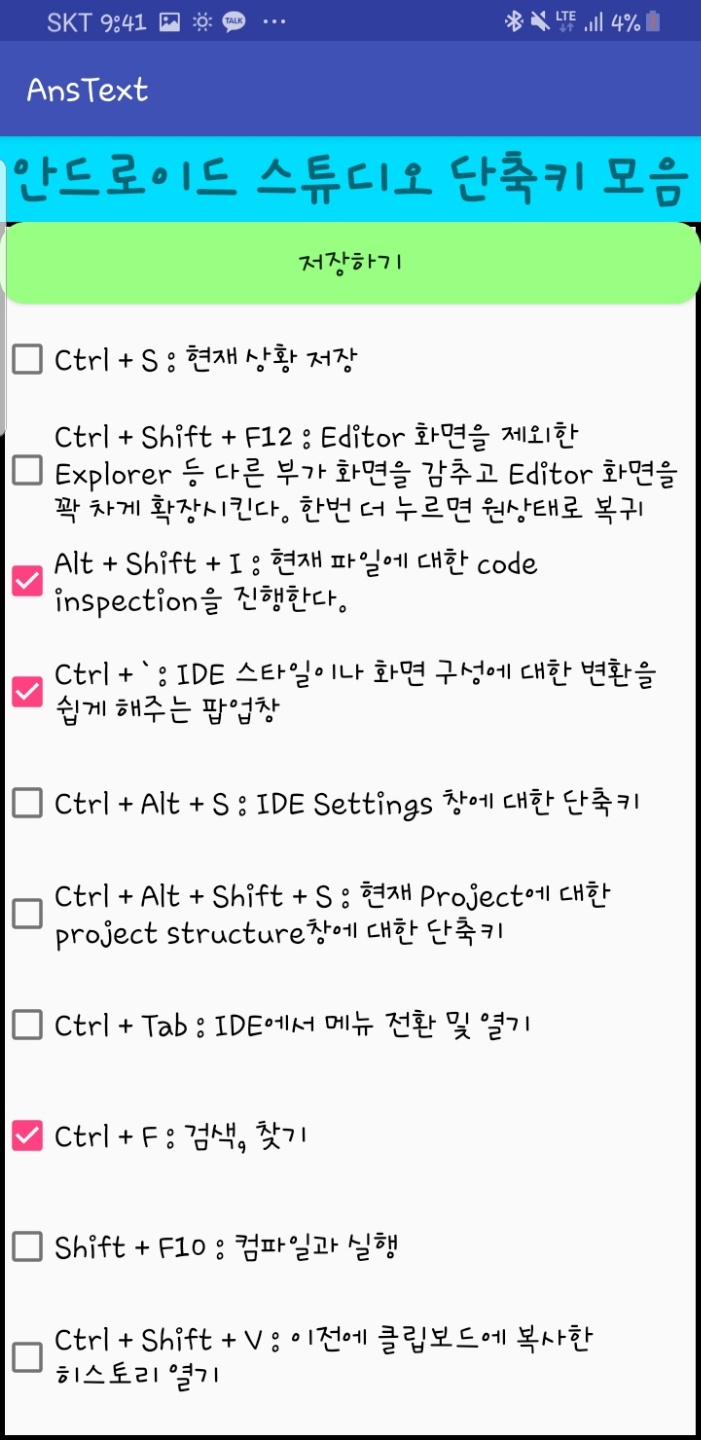 SKT 9:41 TALK ··· LTE 4%
AnsText
안드로이드 스튜디오 단축키 모음
저장하기
Ctrl + S : 현재 상황 저장
Ctrl + Shift + F12 : Editor 화면을 제외한
Explorer 등 다른 부가 화면을 감추고 Editor 화면을
꽉 차게 확장시킨다. 한번 더 누르면 원상태로 복귀
Alt + Shift + I : 현재 파일에 대한 code
inspection을 진행한다.
Ctrl + ` : IDE 스타일이나 화면 구성에 대한 변환을
쉽게 해주는 팝업창
Ctrl + Alt + S : IDE Settings 창에 대한 단축키
Ctrl + Alt + Shift + S : 현재 Project에 대한
project structure창에 대한 단축키
Ctrl + Tab : IDE에서 메뉴 전환 및 열기
Ctrl + F : 검색, 찾기
Shift + F10 : 컴파일과 실행
Ctrl + Shift + V : 이전에 클립보드에 복사한
히스토리 열기